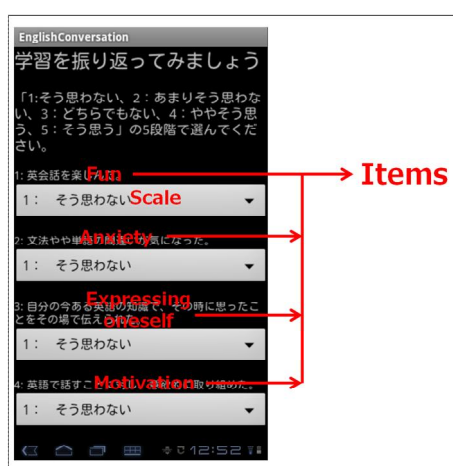 EnglishConversation
学習を振り返ってみましょう
「1:そう思わない、2：あまりそう思わな
い、3：どちらでもない、4：ややそう思
う、5：そう思う」の5段階で選んでくだ
さい。
1: 英会話を楽し
Fun
Items
1： そう思わない
Scale
2: 文法やや単語の間違いが気になった。
Anxiety
1： そう思わない
3: 自分の今ある英語の知識で、その時に思ったこ
とをその場で伝えられた
Expressing
oneself
1： そう思わない
4: 英語で話すこと に取り組めた。
Motivation
1： そう思わない
12:52